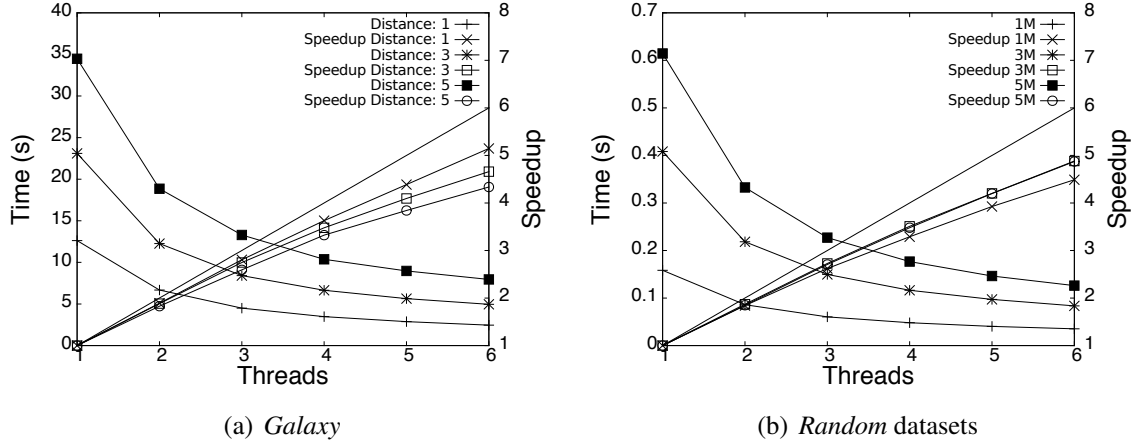 Time (s)
40
35
30
25
20
15
10
5
0
1 2 3 4 5 6
Threads
8
7
6
5
4
3
2
1
Speedup
Distance: 1
Speedup Distance: 1
Distance: 3
Speedup Distance: 3
Distance: 5
Speedup Distance: 5
(a) Galaxy
Time (s)
0.7
0.6
0.5
0.4
0.3
0.2
0.1
0
1 2 3 4 5 6
Threads
8
7
6
5
4
3
2
1
Speedup
1M
Speedup 1M
3M
Speedup 3M
5M
Speedup 5M
(b) Random datasets